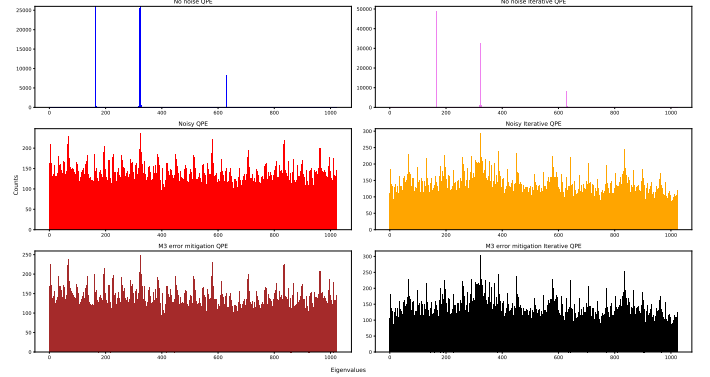 No noise QPE
No noise Iterative QPE
25000
20000
15000
10000
5000
0
0 200 400 600 800 1000
50000
40000
30000
20000
10000
0
0 200 400 600 800 1000
Noisy QPE
Noisy Iterative QPE
Counts
200
150
100
50
0
0 200 400 600 800 1000
300
250
200
150
100
50
0
0 200 400 600 800 1000
M3 error mitigation QPE
M3 error mitigation Iterative QPE
250
200
150
100
50
0
0 200 400 600 800 1000
300
250
200
150
100
50
0
0 200 400 600 800 1000
Eigenvalues